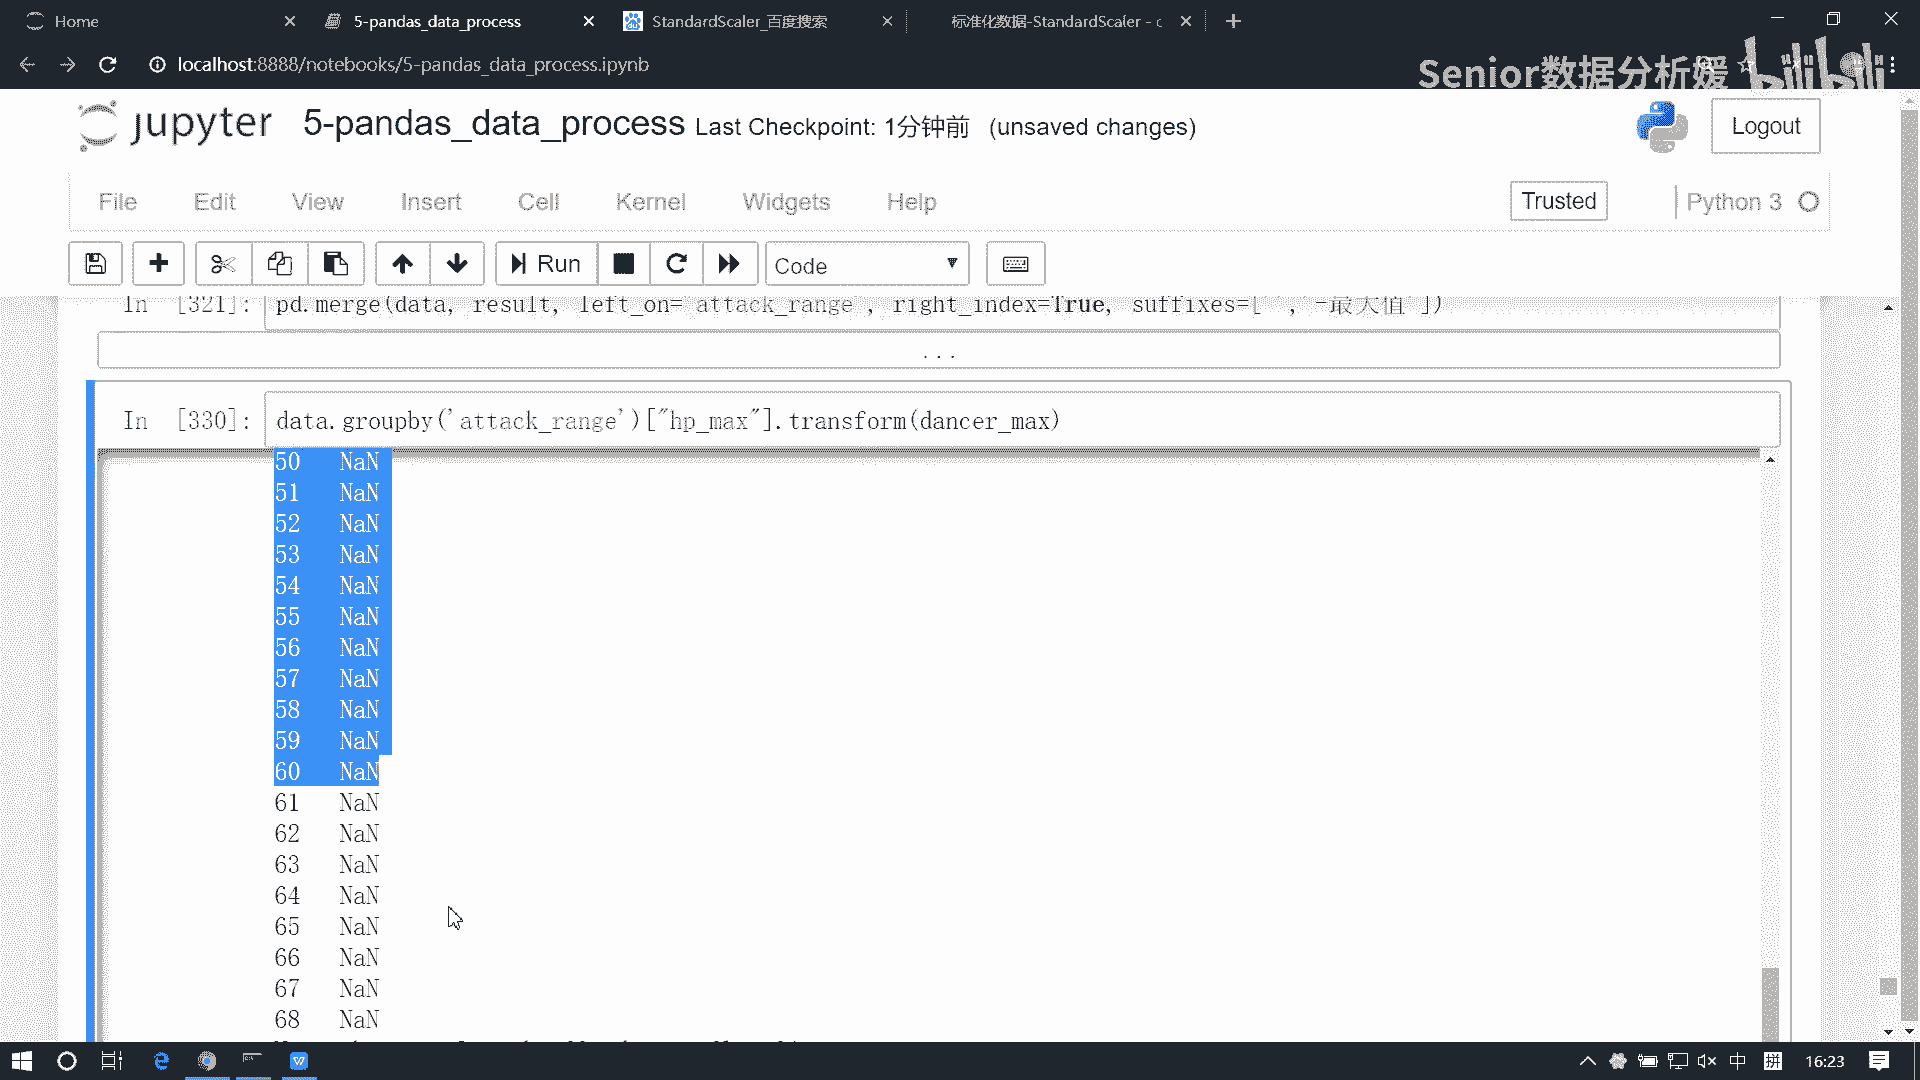 Home
5-pandas_data_process
StandardScaler_百度搜索
标准化数据-StandardScaler - c
localhost:8888/notebooks/5-pandas_data_process.ipynb
Senior数据分析媛
bilibili
jupyter
5-pandas_data_process
Last Checkpoint: 1分钟前 (unsaved changes)
Logout
File Edit View Insert Cell Kernel Widgets Help
Trusted
Python 3
Run
Code
In [321]: pd.merge(data, result, left_on='attack_range', right_index=True, suffixes=['', '-最大值'])
...
In [330]: data.groupby('attack_range')["hp_max"].transform(dancer_max)
50 NaN
51 NaN
52 NaN
53 NaN
54 NaN
55 NaN
56 NaN
57 NaN
58 NaN
59 NaN
60 NaN
61 NaN
62 NaN
63 NaN
64 NaN
65 NaN
66 NaN
67 NaN
68 NaN
中
拼
16:23